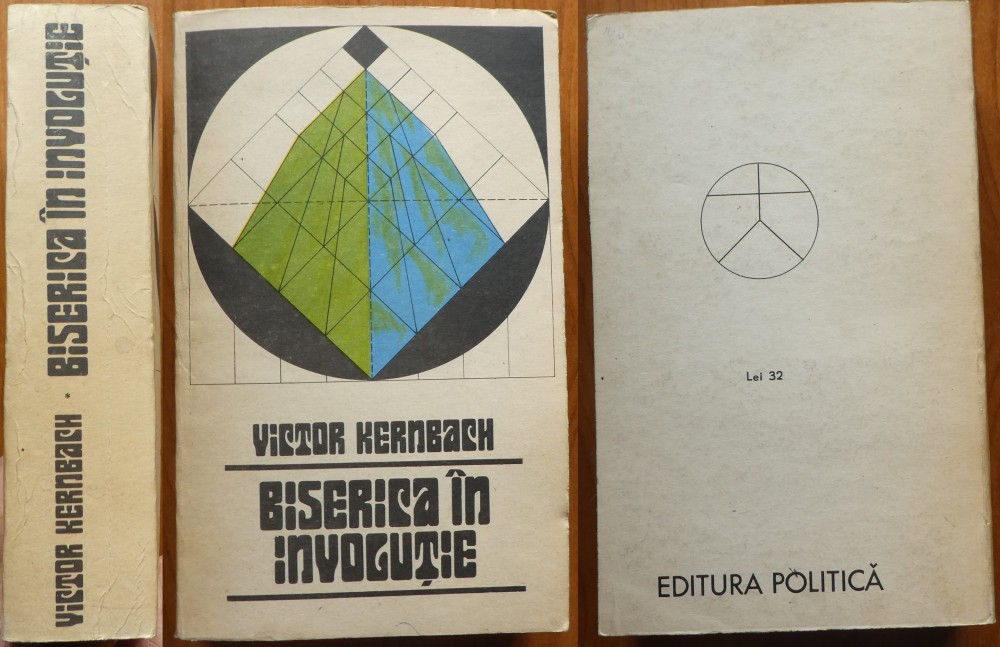 VICTOR KERNBACH * BISERICA ÎN INVOLUȚIE
VICTOR KERNBACH
BISERICA ÎN
INVOLUȚIE
Lei 32
EDITURA POLITICĂ